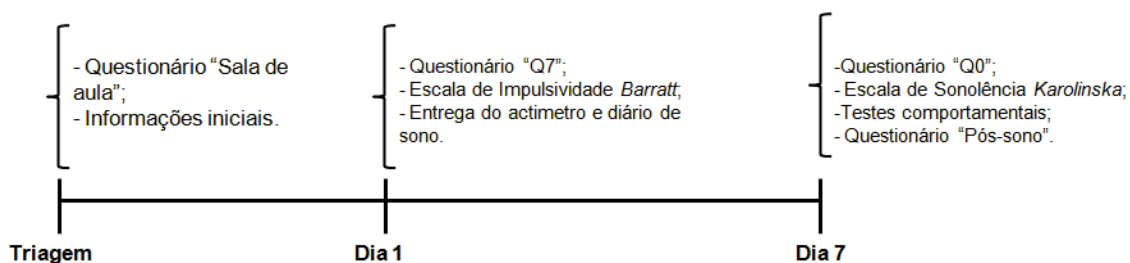 - Questionário “Sala de
aula”;
- Informações iniciais.
- Questionário “Q7”;
- Escala de Impulsividade Barratt;
- Entrega do actimetro e diário de
sono.
-Questionário “Q0”;
- Escala de Sonolência Karolinska;
-Testes comportamentais;
- Questionário “Pós-sono”.
Triagem
Dia 1
Dia 7